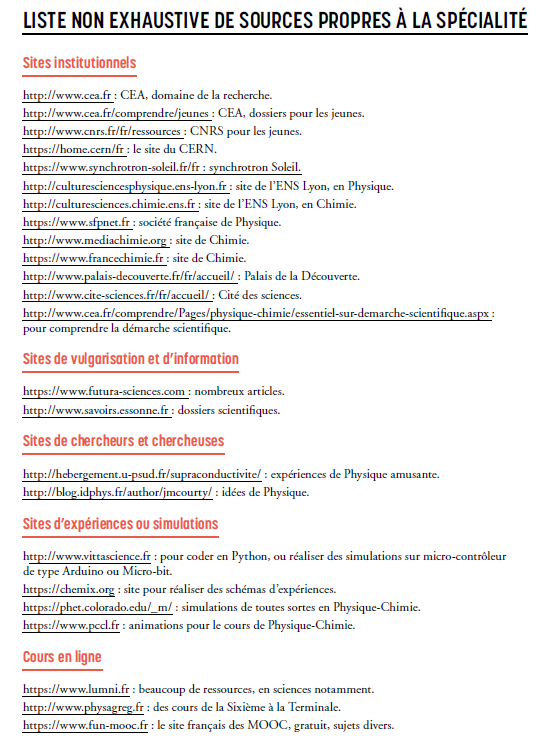 LISTE NON EXHAUSTIVE DE SOURCES PROPRES À LA SPÉCIALITÉ
Sites institutionnels
http://www.cea.fr : CEA, domaine de la recherche.
http://www.cea.fr/comprendre/jeunes : CEA, dossiers pour les jeunes.
http://www.cnrs.fr/fr/ressources : CNRS pour les jeunes.
https://home.cern/fr : le site du CERN.
https://www.synchrotron-soleil.fr/fr : synchrotron Soleil.
http://culturesciencesphysique.ens-lyon.fr : site de l'ENS Lyon, en Physique.
http://culturesciences.chimie.ens.fr : site de l'ENS Lyon, en Chimie.
https://www.sfpnet.fr : société française de Physique.
http://www.mediachimie.org : site de Chimie.
https://www.francechimie.fr : site de Chimie.
http://www.palais-decouverte.fr/fr/accueil/ : Palais de la Découverte.
http://www.cite-sciences.fr/fr/accueil/ : Cité des sciences.
http://www.cea.fr/comprendre/Pages/physique-chimie/essentiel-sur-demarche-scientifique.aspx :
pour comprendre la démarche scientifique.
Sites de vulgarisation et d'information
https://www.futura-sciences.com : nombreux articles.
http://www.savoirs.essonne.fr : dossiers scientifiques.
Sites de chercheurs et chercheuses
http://hebergement.u-psud.fr/supraconductivite/ : expériences de Physique amusante.
http://blog.idphys.fr/author/jmcourty/ : idées de Physique.
Sites d'expériences ou simulations
http://www.vittascience.fr : pour coder en Python, ou réaliser des simulations sur micro-contrôleur
de type Arduino ou Micro-bit.
https://chemix.org : site pour réaliser des schémas d'expériences.
https://phet.colorado.edu/_m/ : simulations de toutes sortes en Physique-Chimie.
https://www.pccl.fr : animations pour le cours de Physique-Chimie.
Cours en ligne
https://www.lumni.fr : beaucoup de ressources, en sciences notamment.
http://www.physagreg.fr : des cours de la Sixième à la Terminale.
https://www.fun-mooc.fr : le site français des MOOC, gratuit, sujets divers.